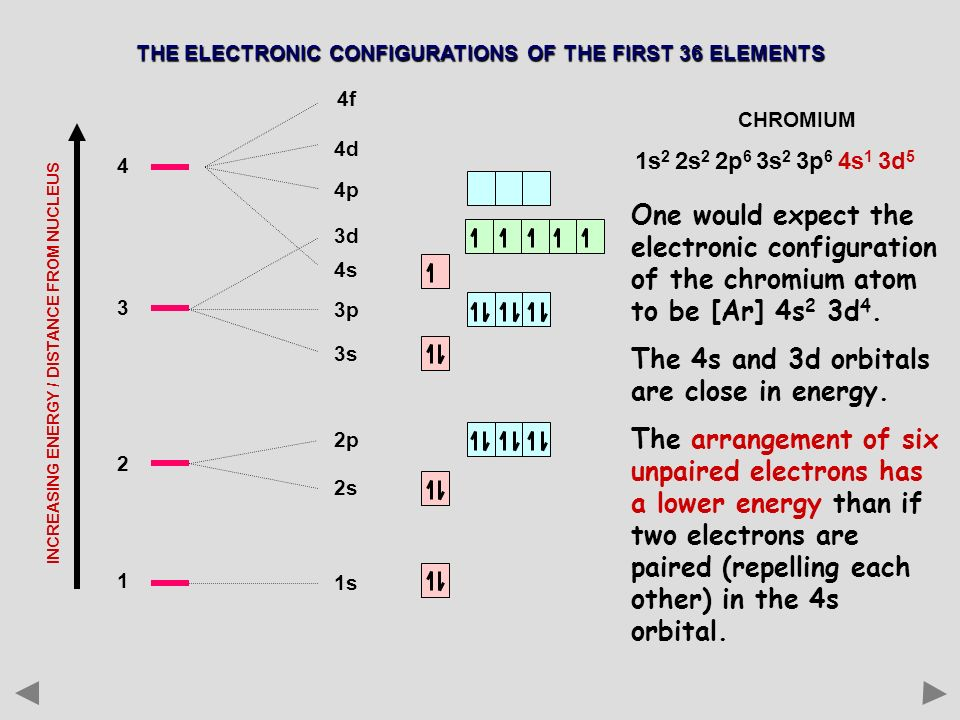 THE ELECTRONIC CONFIGURATIONS OF THE FIRST 36 ELEMENTS
INCREASING ENERGY / DISTANCE FROM NUCLEUS
4
3
2
1
4f
4d
4p
3d
4s
3p
3s
2p
2s
1s
CHROMIUM
1s² 2s² 2p⁶ 3s² 3p⁶ 4s¹ 3d⁵
One would expect the
electronic configuration
of the chromium atom
to be [Ar] 4s² 3d⁴.
The 4s and 3d orbitals
are close in energy.
The arrangement of six
unpaired electrons has
a lower energy than if
two electrons are
paired (repelling each
other) in the 4s
orbital.